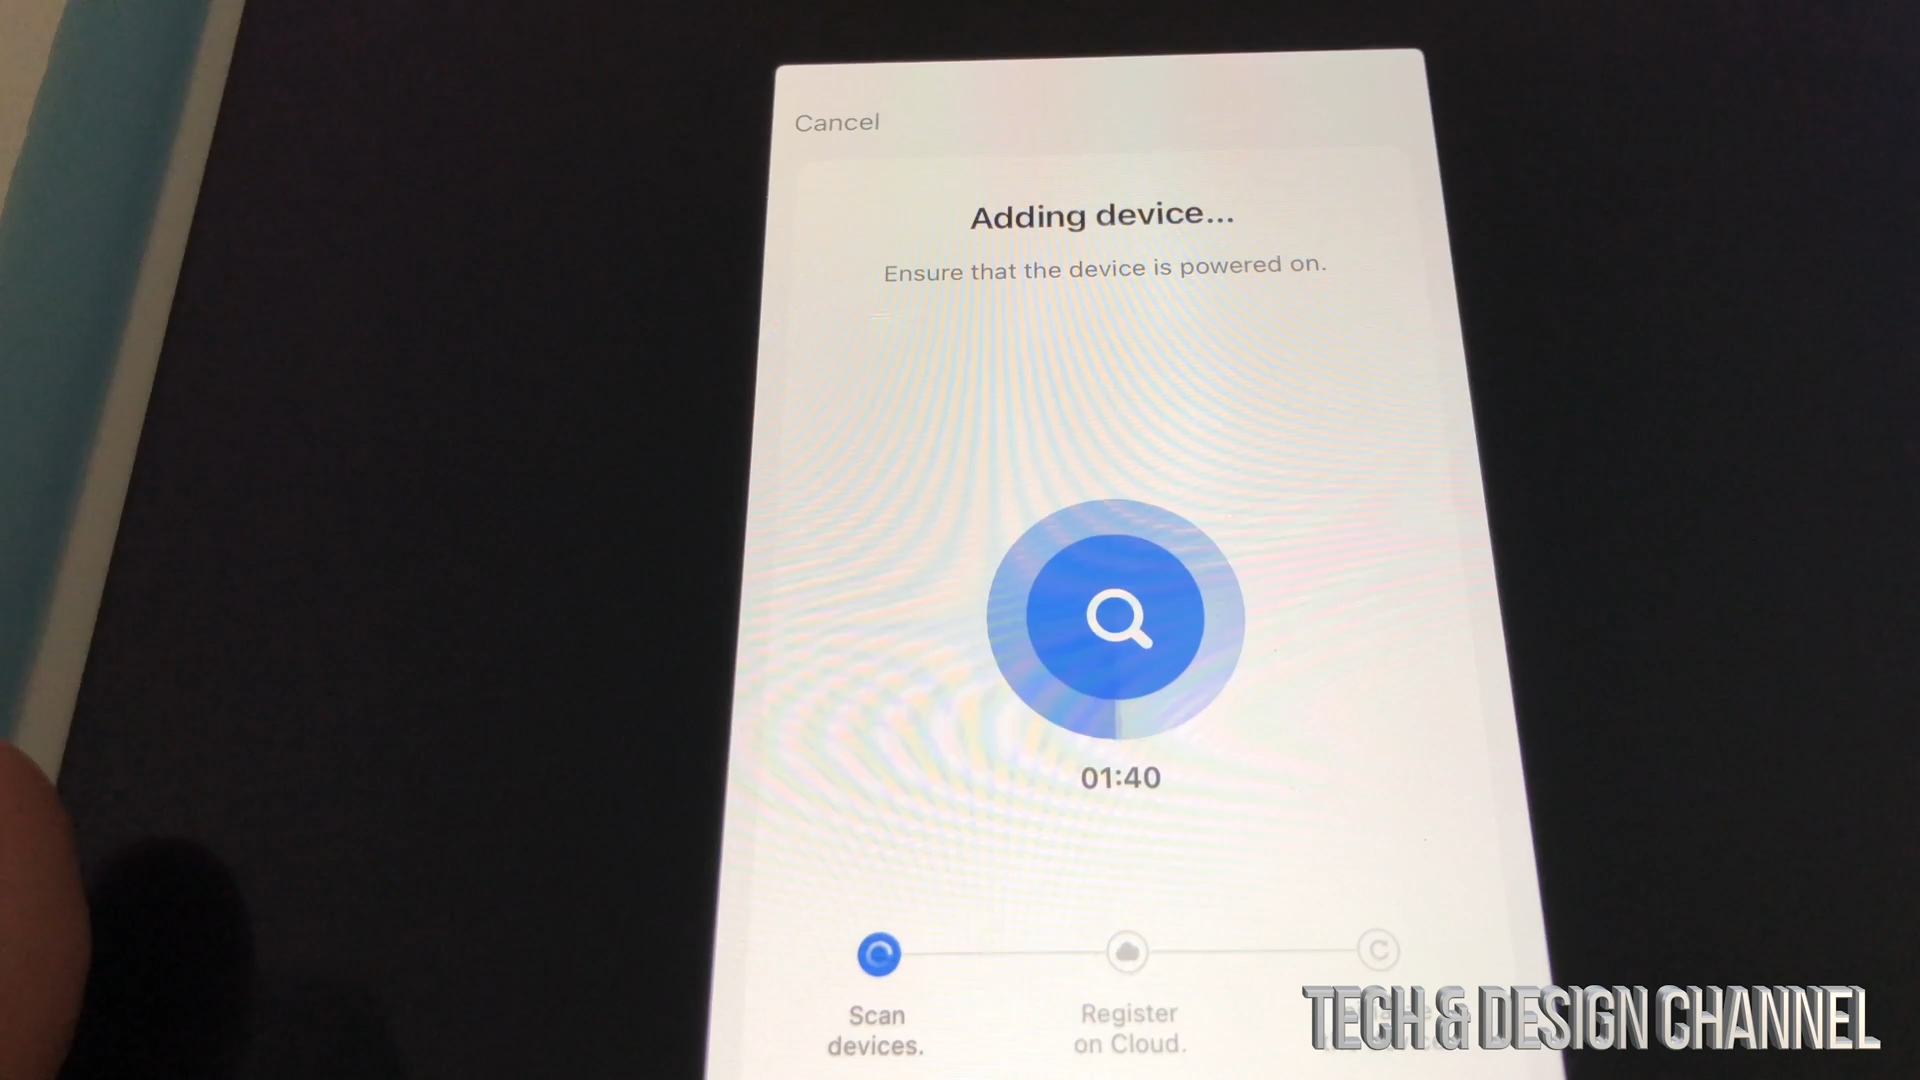 Cancel
Adding device...
Ensure that the device is powered on.
01:40
Scan
devices.
Register
on Cloud.
TECH & DESIGN CHANNEL